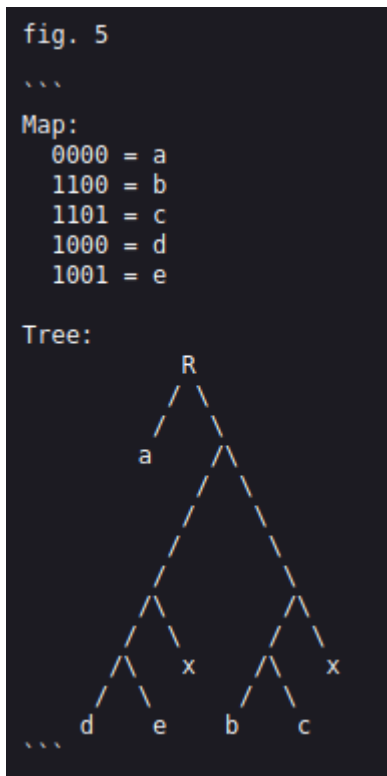 fig. 5
```
Map:
  0000 = a
  1100 = b
  1101 = c
  1000 = d
  1001 = e
Tree:
           R
          / \
         /   \
        a    /\
            /  \
           /    \
          /      \
         /        \
        /\        /\
       /  \      /  \
      /\   x    /\   x
     /  \      /  \
    d    e    b    c
```